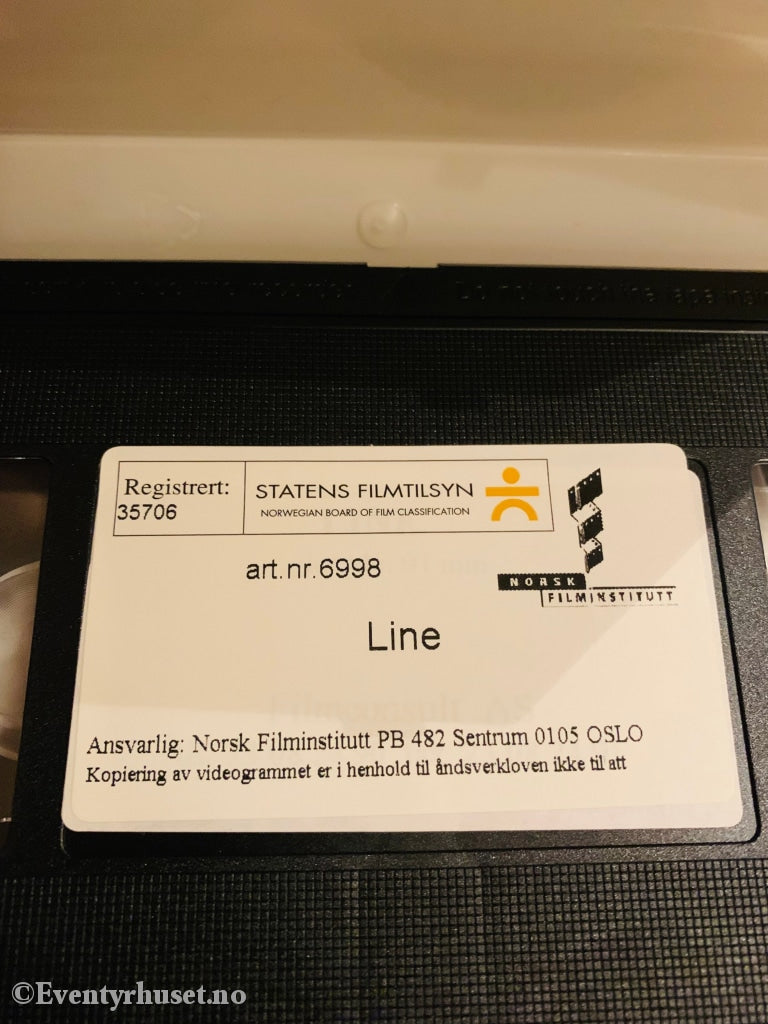 Registrert:
35706
STATENS FILMTILSYN
NORWEGIAN BOARD OF FILM CLASSIFICATION
art.nr.6998
NORSK
FILMINSTITUTT
Line
Ansvarlig: Norsk Filminstitutt PB 482 Sentrum 0105 OSLO
Kopiering av videogrammet er i henhold til åndsverkloven ikke til att
©Eventyrhuset.no